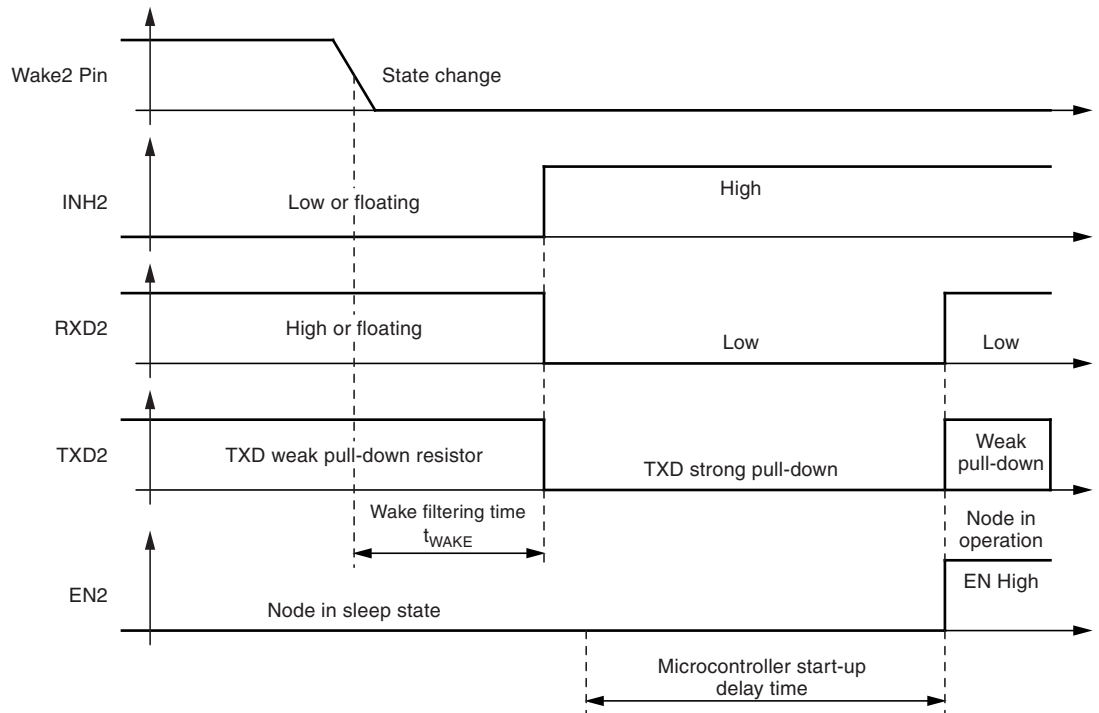 Wake2 Pin
State change
INH2
Low or floating
High
RXD2
High or floating
Low
Low
TXD2
TXD weak pull-down resistor
TXD strong pull-down
Weak
pull-down
Wake filtering time
tWAKE
Node in
operation
EN2
Node in sleep state
EN High
Microcontroller start-up
delay time